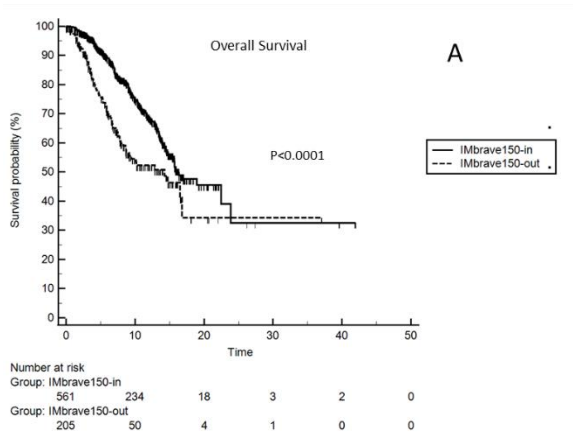 Overall Survival
A
P<0.0001
IMbrave150-in
IMbrave150-out
Survival probability (%)
100
90
80
70
60
50
40
30
20
10
0
0 10 20 30 40 50
Time
Number at risk
Group: IMbrave150-in
561 234 18 3 2 0
Group: IMbrave150-out
205 50 4 1 0 0